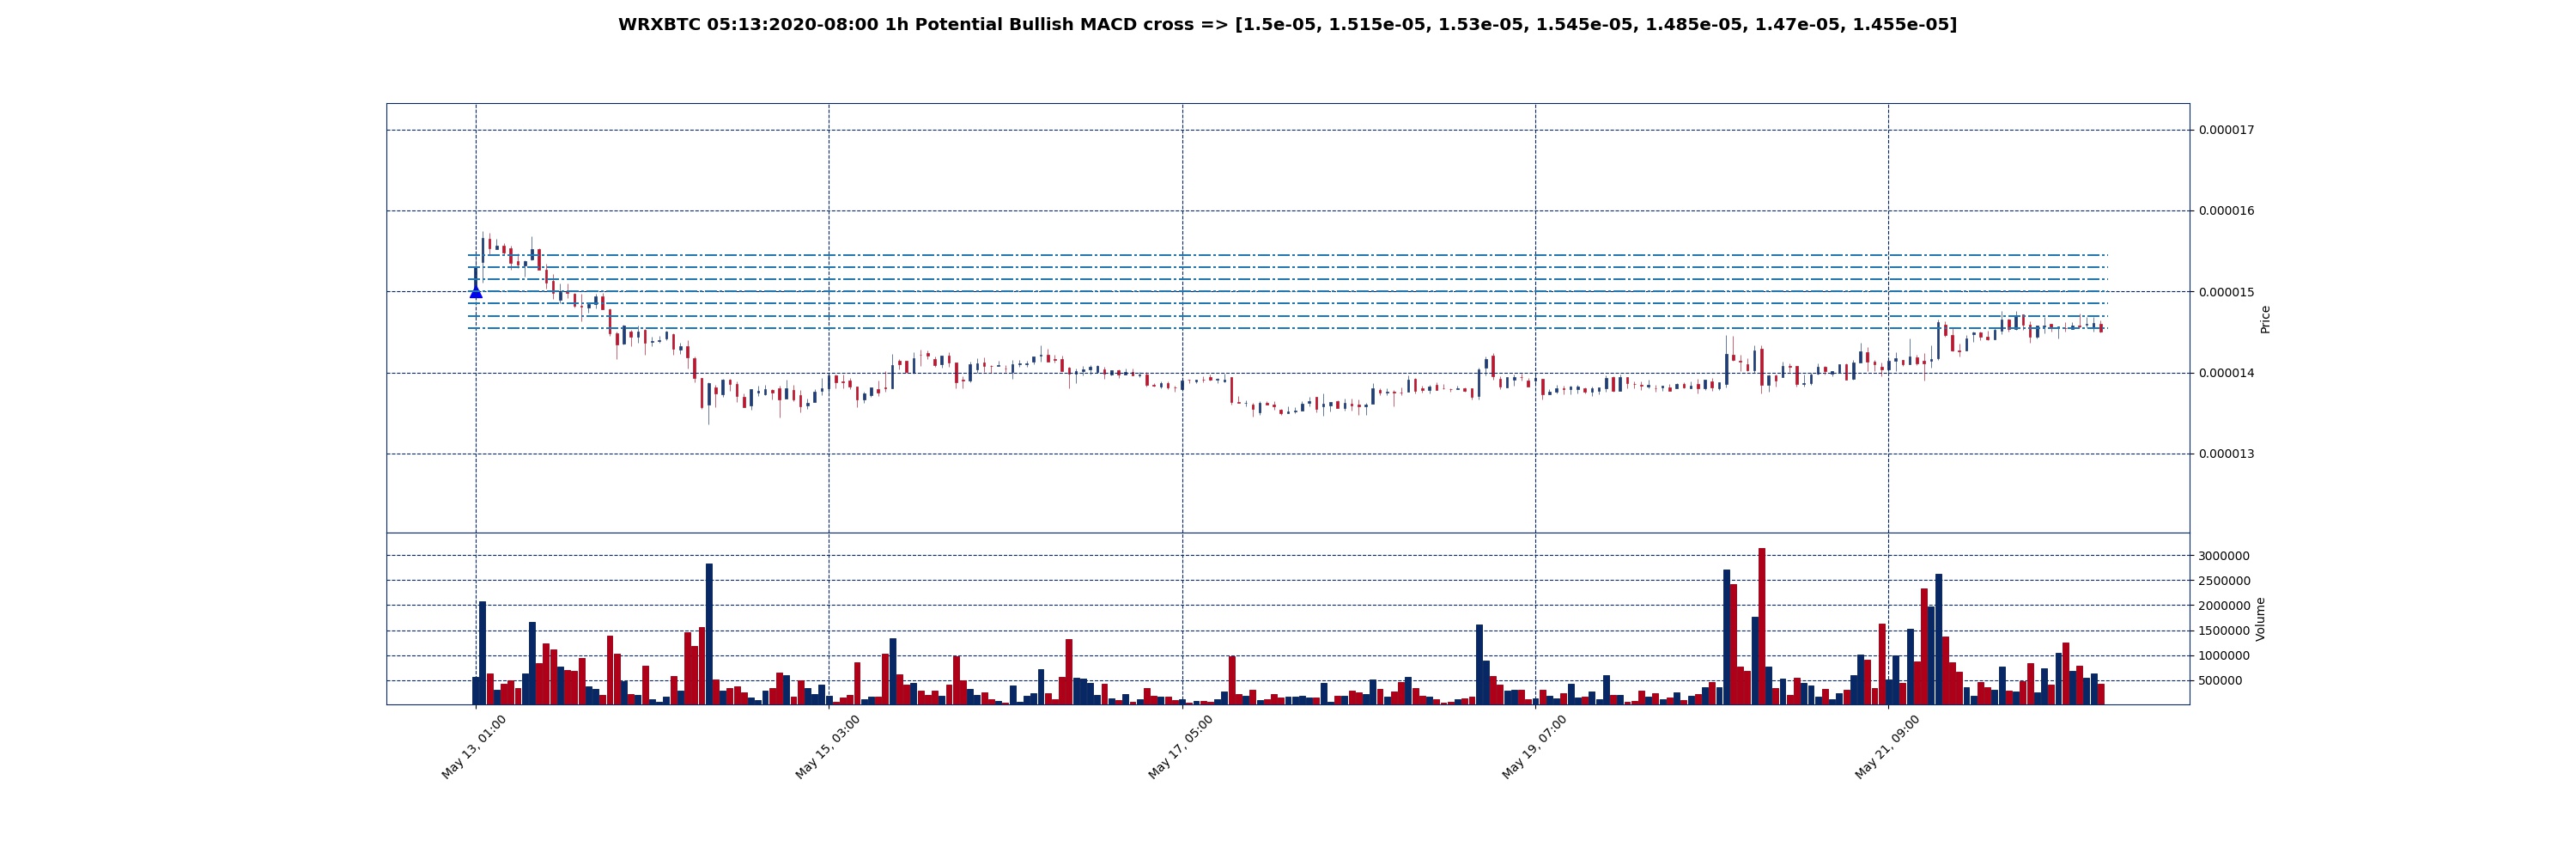 WRXBTC 05:13:2020-08:00 1h Potential Bullish MACD cross => [1.5e-05, 1.515e-05, 1.53e-05, 1.545e-05, 1.485e-05, 1.47e-05, 1.455e-05]
0.000017
0.000016
0.000015
0.000014
0.000013
Price
3000000
2500000
2000000
1500000
1000000
500000
Volume
May 13, 01:00
May 15, 03:00
May 17, 05:00
May 19, 07:00
May 21, 09:00